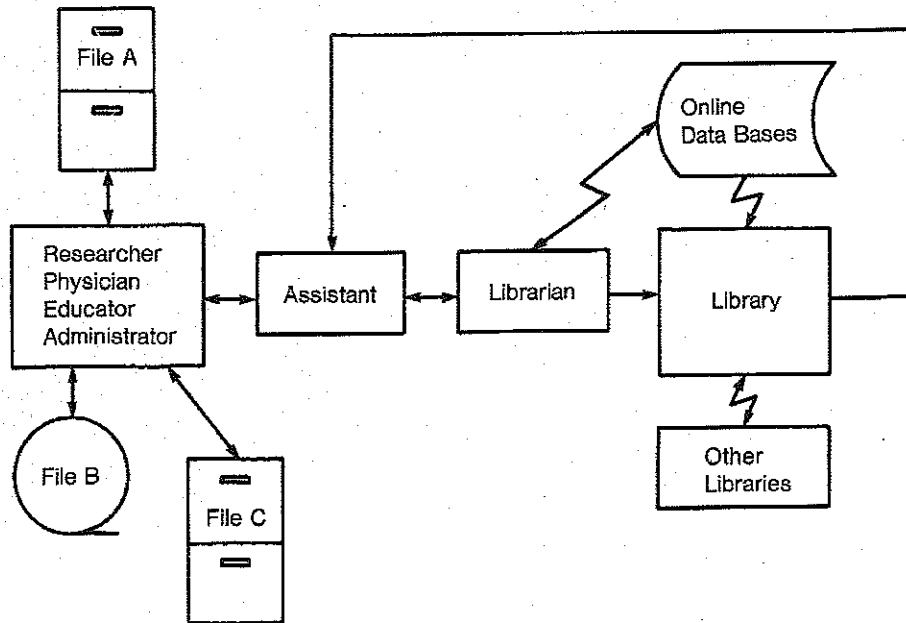 File A
Online
Data Bases
Researcher
Physician
Educator
Administrator
Assistant
Librarian
Library
File B
File C
Other
Libraries